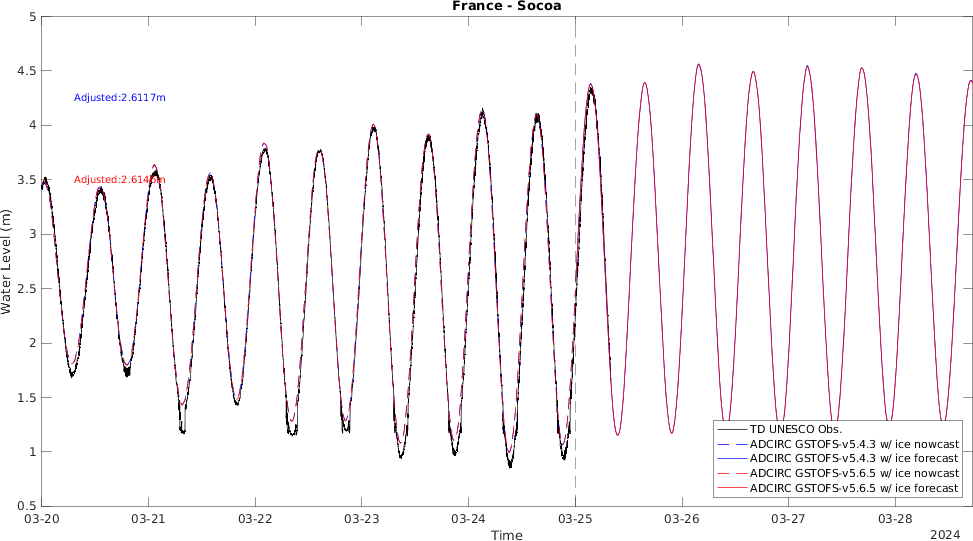 France - Socoa
Water Level (m)
5
4.5
4
3.5
3
2.5
2
1.5
1
0.5
Adjusted:2.6117m
03-20
03-21
03-22
03-23
03-24
03-25
03-26
03-27
03-28
Time
2024
TD UNESCO Obs.
ADCIRC GSTOFS-v5.4.3 w/ ice nowcast
ADCIRC GSTOFS-v5.4.3 w/ ice forecast
ADCIRC GSTOFS-v5.6.5 w/ ice nowcast
ADCIRC GSTOFS-v5.6.5 w/ ice forecast